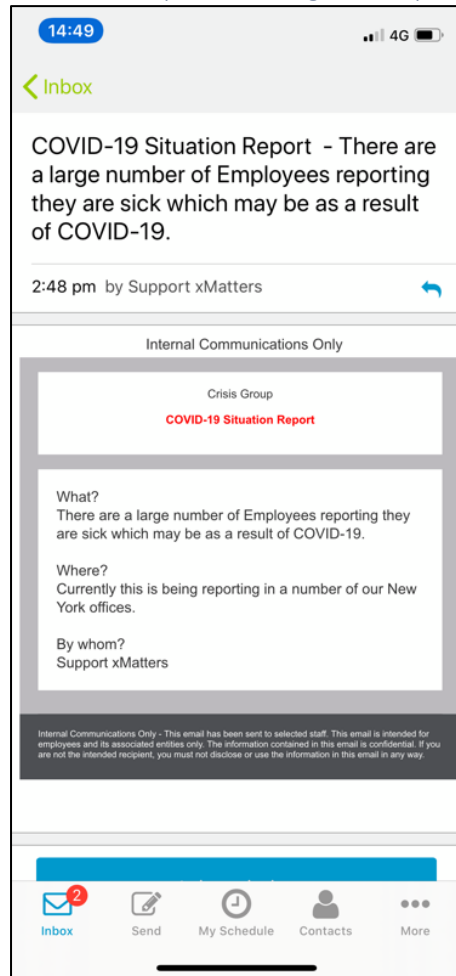 14:49
4G
Inbox
COVID-19 Situation Report - There are
a large number of Employees reporting
they are sick which may be as a result
of COVID-19.
2:48 pm by Support xMatters
Internal Communications Only
Crisis Group
COVID-19 Situation Report
What?
There are a large number of Employees reporting they
are sick which may be as a result of COVID-19.
Where?
Currently this is being reporting in a number of our New
York offices.
By whom?
Support xMatters
Internal Communications Only - This email has been sent to selected staff. This email is intended for
employees and its associated entities only. The information contained in this email is confidential. If you
are not the intended recipient, you must not disclose or use the information in this email in any way.
2
Inbox
Send
My Schedule
Contacts
More